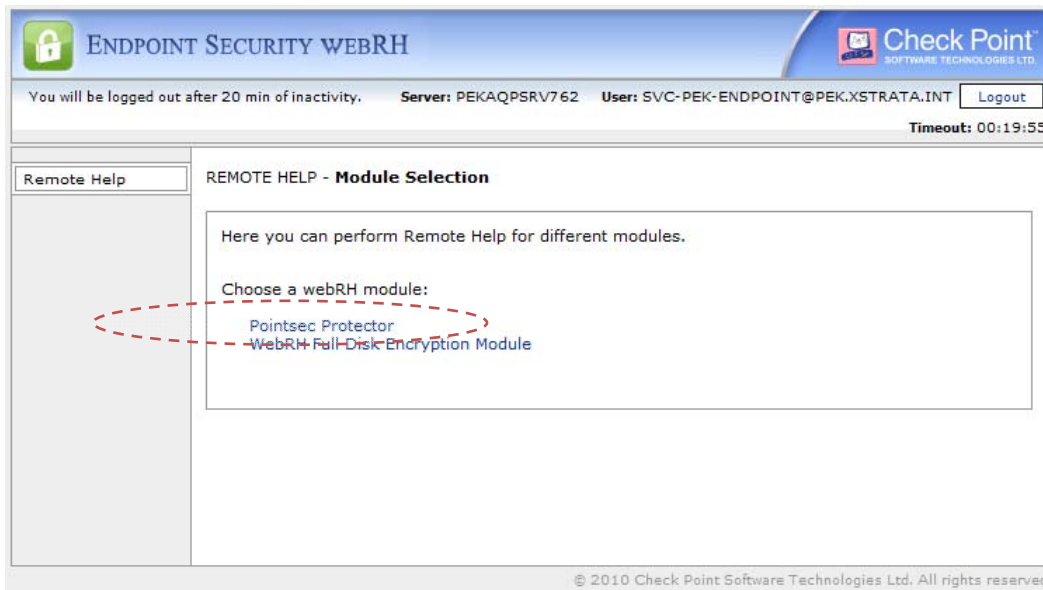 ENDPOINT SECURITY WEBRH
Check Point™
SOFTWARE TECHNOLOGIES LTD.
You will be logged out after 20 min of inactivity. Server: PEKAQPSRV762 User: SVC-PEK-ENDPOINT@PEK.XSTRATA.INT Logout
Timeout: 00:19:55
Remote Help
REMOTE HELP - Module Selection
Here you can perform Remote Help for different modules.
Choose a webRH module:
Pointsec Protector
WebRH Full Disk Encryption Module
© 2010 Check Point Software Technologies Ltd. All rights reserved